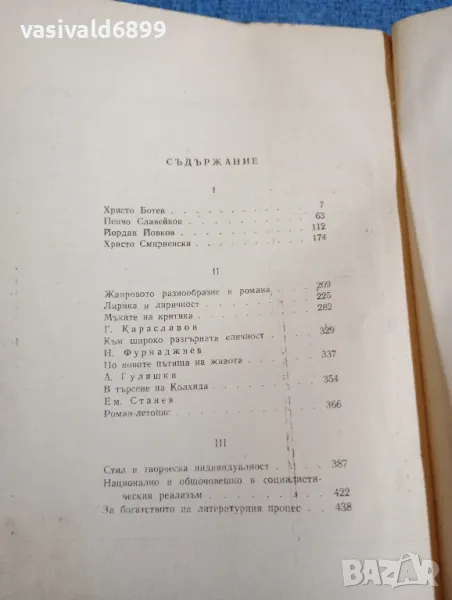 vasivald6899
СЪДЪРЖАНИЕ
I
Христо Ботев . . . . . . . . . . . . 7
Пенчо Славейков . . . . . . . . . . 63
Йордан Йовков . . . . . . . . . . 112
Христо Смирненски . . . . . . . . . 174
II
Жанровото разнообразие в романа . . . 209
Лирика и лиричност . . . . . . . . 225
Мъките на критика . . . . . . . . . 282
Г. Караславов
Към широко разгърната епичност . . . 329
Н. Фурнаджиев
По новите пътища на живота . . . . . 337
А. Гуляшки
В търсене на Колхида . . . . . . . 354
Ем. Станев
Роман-летопис . . . . . . . . . . 366
III
Стил и творческа индивидуалност . . . 387
Национално и общочовешко в социалисти-
ческия реализъм . . . . . . . . 422
За богатството на литературния процес . . 438
BAZAR